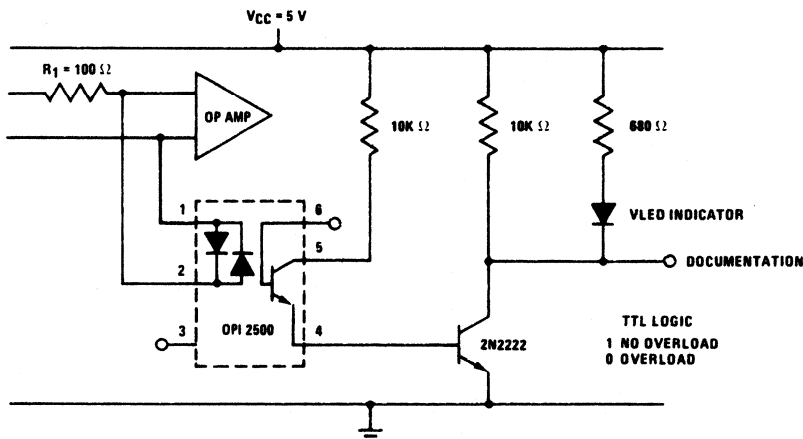 VCC = 5 V
R1 = 100 Ω
OP AMP
10K Ω
10K Ω
680 Ω
1
6
VLED INDICATOR
5
2
DOCUMENTATION
3
OPI 2500
4
2N2222
TTL LOGIC
1 NO OVERLOAD
0 OVERLOAD